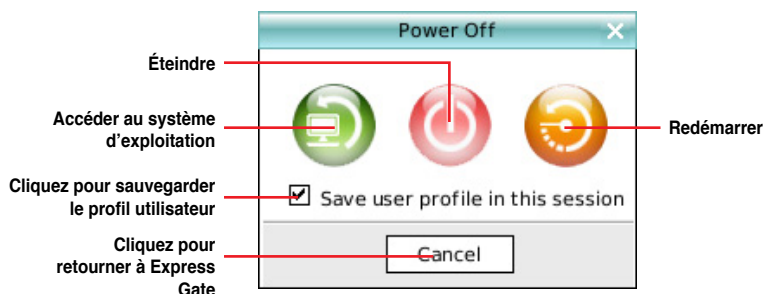 Power Off
Éteindre
Accéder au système
d'exploitation
Redémarrer
Cliquez pour sauvegarder
le profil utilisateur
Save user profile in this session
Cliquez pour
retourner à Express
Gate
Cancel